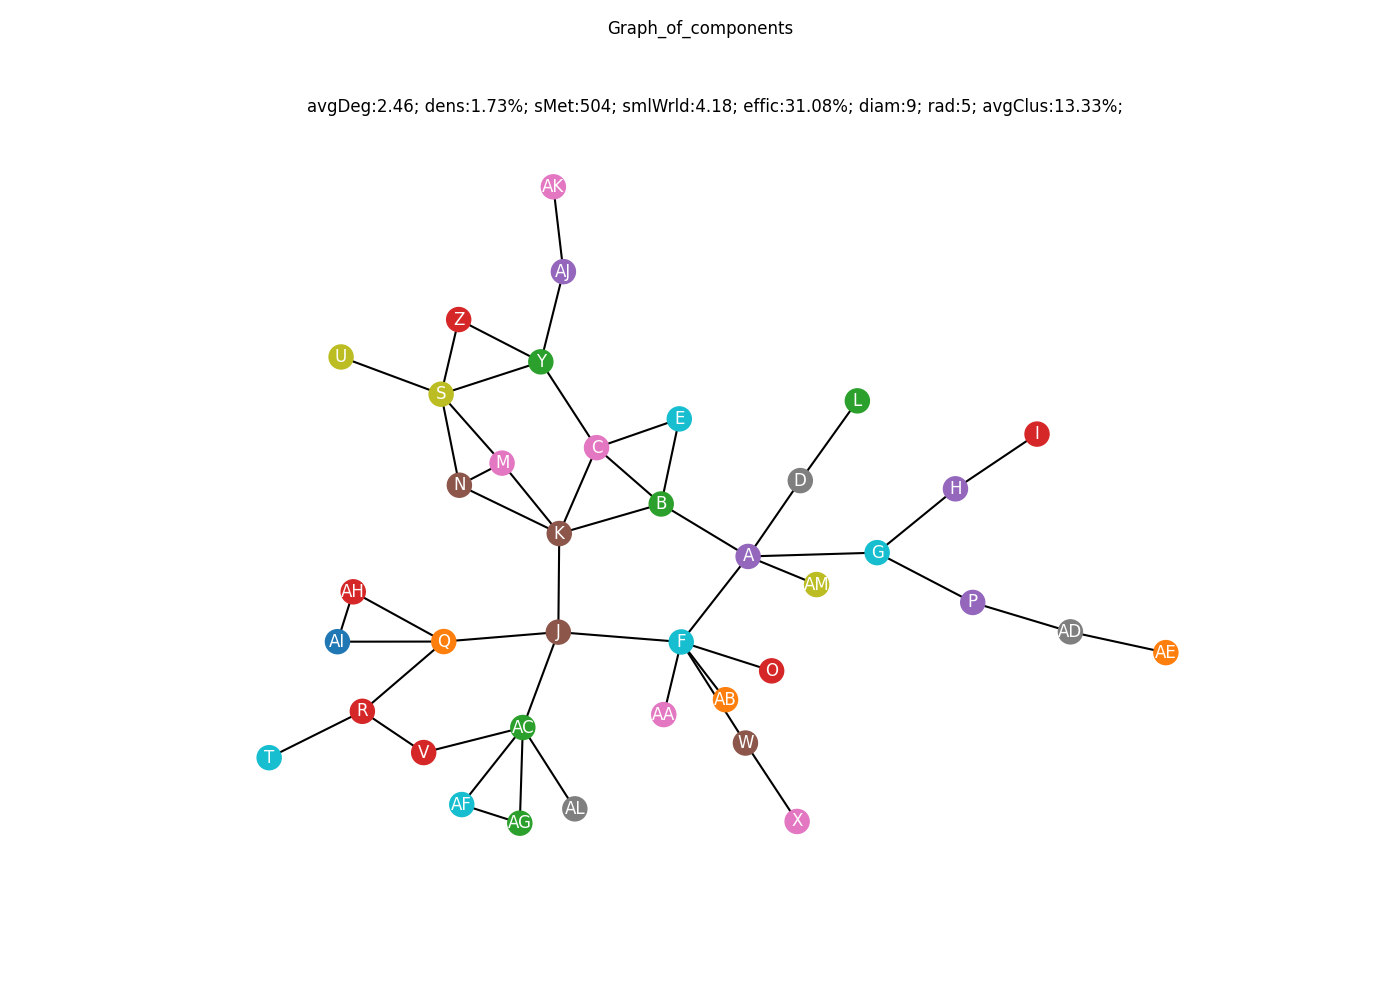 Graph_of_components
avgDeg:2.46; dens:1.73%; sMet:504; smlWrld:4.18; effic:31.08%; diam:9; rad:5; avgClus:13.33%;
AK
AJ
Z
U
Y
S
L
E
I
C
M
N
D
H
B
K
A
G
AM
AH
P
J
AD
AI
Q
F
AE
O
AB
R
AA
AC
W
V
T
AF
AL
X
AG